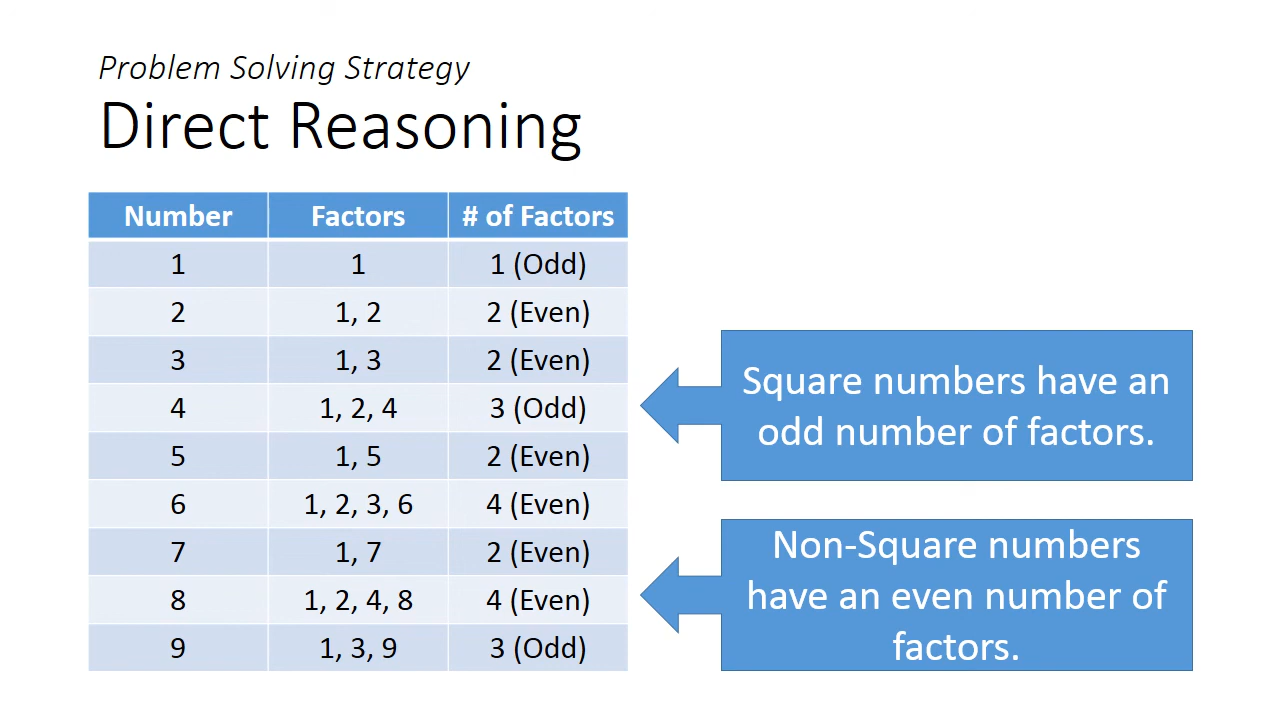 Problem Solving Strategy
Direct Reasoning
Number Factors # of Factors
1 1 1 (Odd)
2 1, 2 2 (Even)
3 1, 3 2 (Even)
4 1, 2, 4 3 (Odd)
5 1, 5 2 (Even)
6 1, 2, 3, 6 4 (Even)
7 1, 7 2 (Even)
8 1, 2, 4, 8 4 (Even)
9 1, 3, 9 3 (Odd)
Square numbers have an
odd number of factors.
Non-Square numbers
have an even number of
factors.